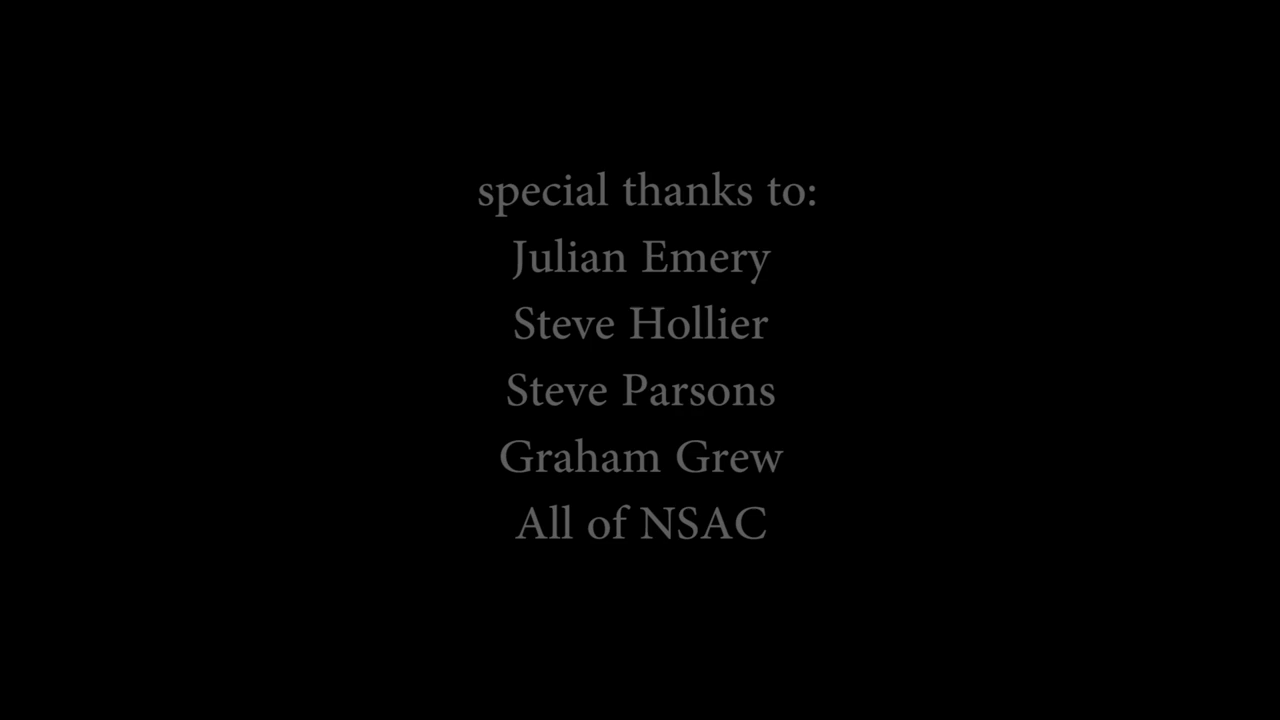 special thanks to:
Julian Emery
Steve Hollier
Steve Parsons
Graham Grew
All of NSAC